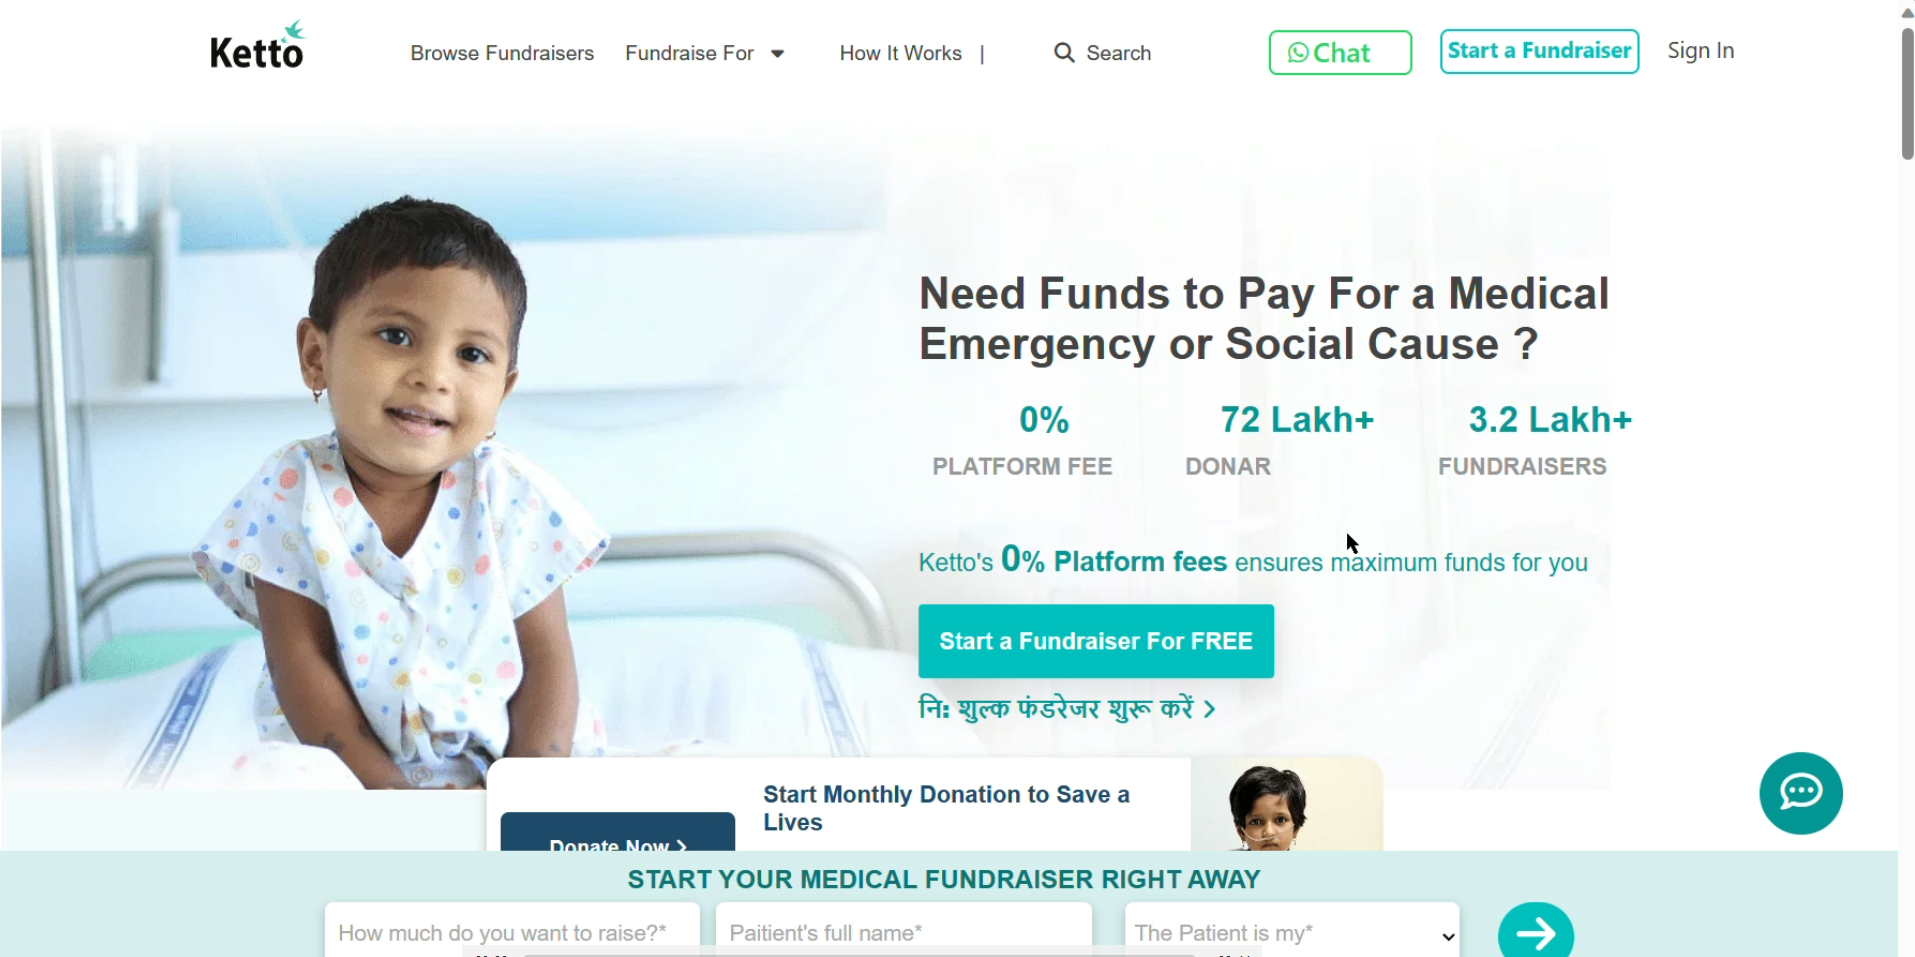 Ketto
Browse Fundraisers
Fundraise For
How It Works |
Search
Chat
Start a Fundraiser
Sign In
Need Funds to Pay For a Medical
Emergency or Social Cause ?
0%
72 Lakh+
3.2 Lakh+
PLATFORM FEE
DONAR
FUNDRAISERS
Ketto's 0% Platform fees ensures maximum funds for you
Start a Fundraiser For FREE
निः शुल्क फंडरेजर शुरू करें >
Start Monthly Donation to Save a
Lives
Donate Now >
START YOUR MEDICAL FUNDRAISER RIGHT AWAY
How much do you want to raise?*
Paitient's full name*
The Patient is my*